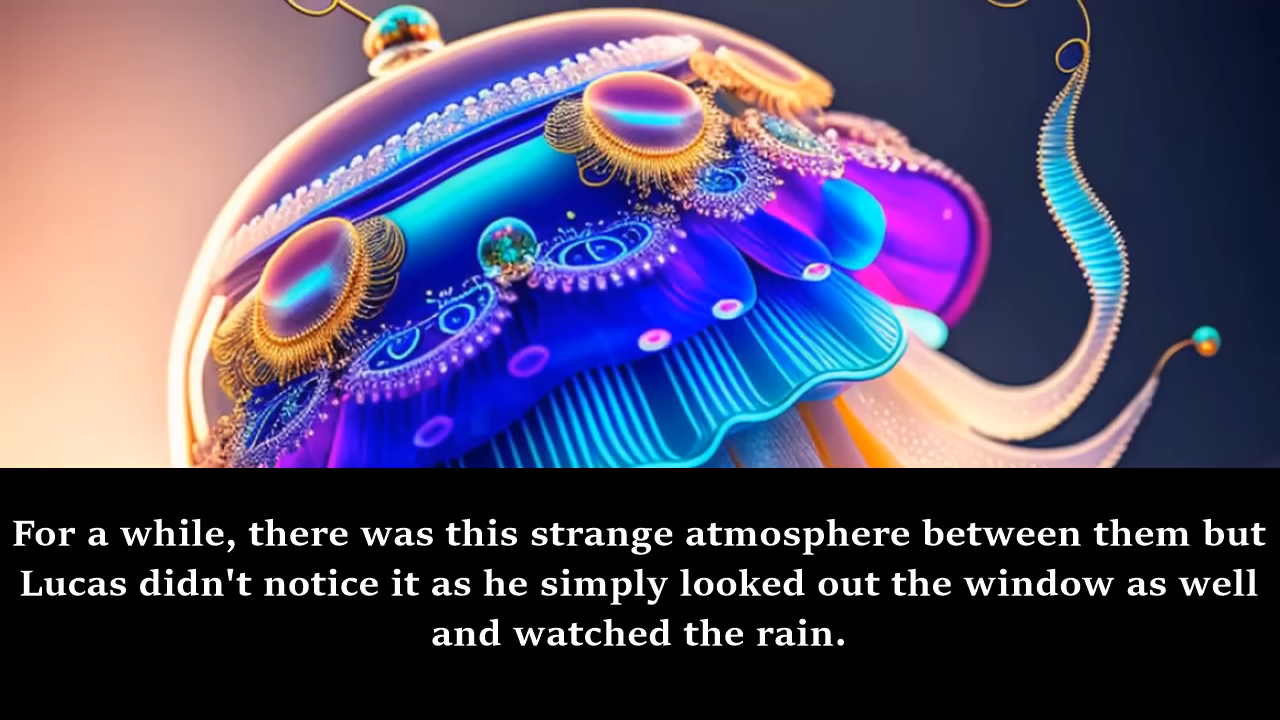 For a while, there was this strange atmosphere between them but
Lucas didn't notice it as he simply looked out the window as well
and watched the rain.